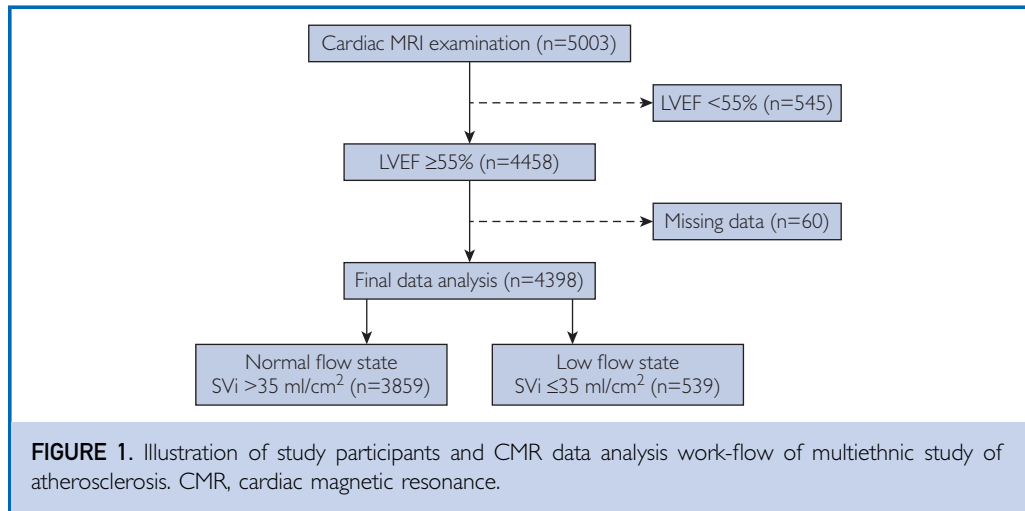 Cardiac MRI examination (n=5003)
LVEF <55% (n=545)
LVEF ≥55% (n=4458)
Missing data (n=60)
Final data analysis (n=4398)
Normal flow state
SVi >35 ml/cm² (n=3859)
Low flow state
SVi ≤35 ml/cm² (n=539)
FIGURE 1. Illustration of study participants and CMR data analysis work-flow of multiethnic study of
atherosclerosis. CMR, cardiac magnetic resonance.